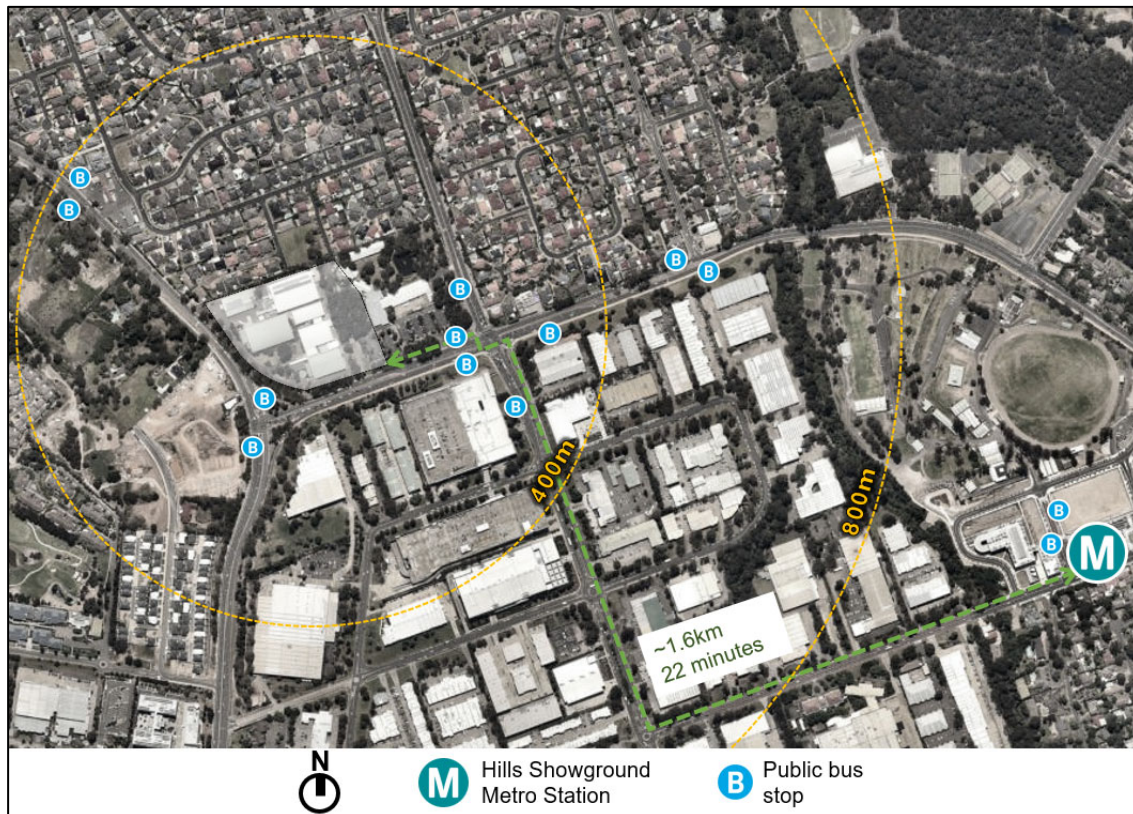 B
B
B
B
B
B
B
B
B
B
B
400m
800m
B
B
M
~1.6km
22 minutes
N
M
Hills Showground
Metro Station
B
Public bus
stop